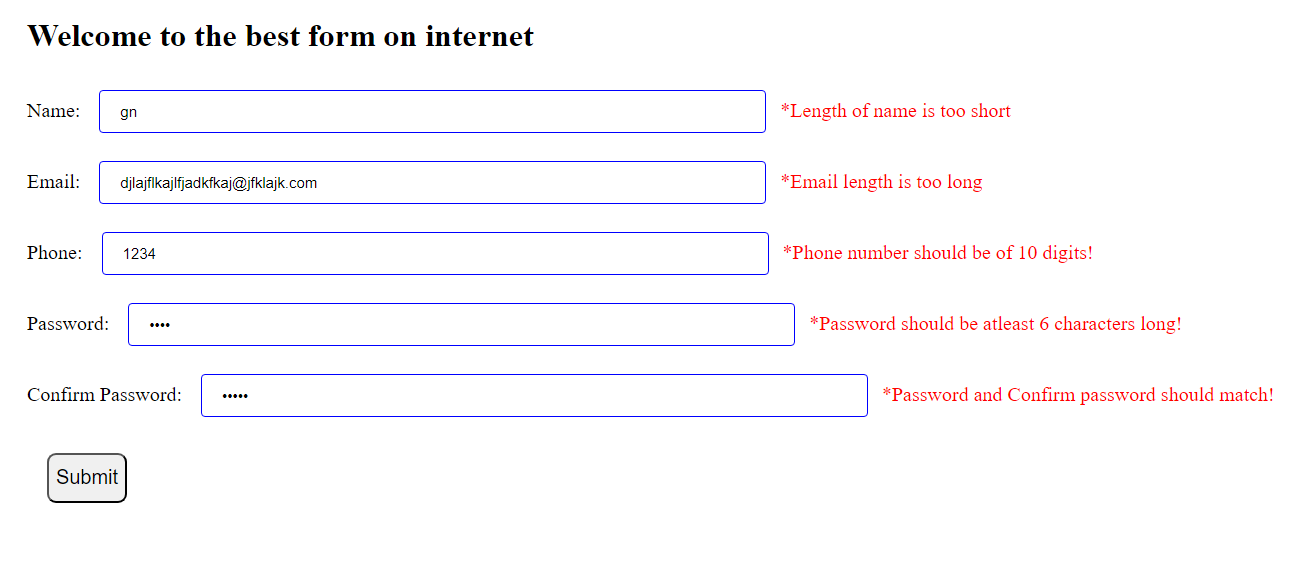 Welcome to the best form on internet
Name: gn *Length of name is too short
Email: djlajflkajlfjadkfkaj@jfklajk.com *Email length is too long
Phone: 1234 *Phone number should be of 10 digits!
Password: •••• *Password should be atleast 6 characters long!
Confirm Password: ••••• *Password and Confirm password should match!
Submit